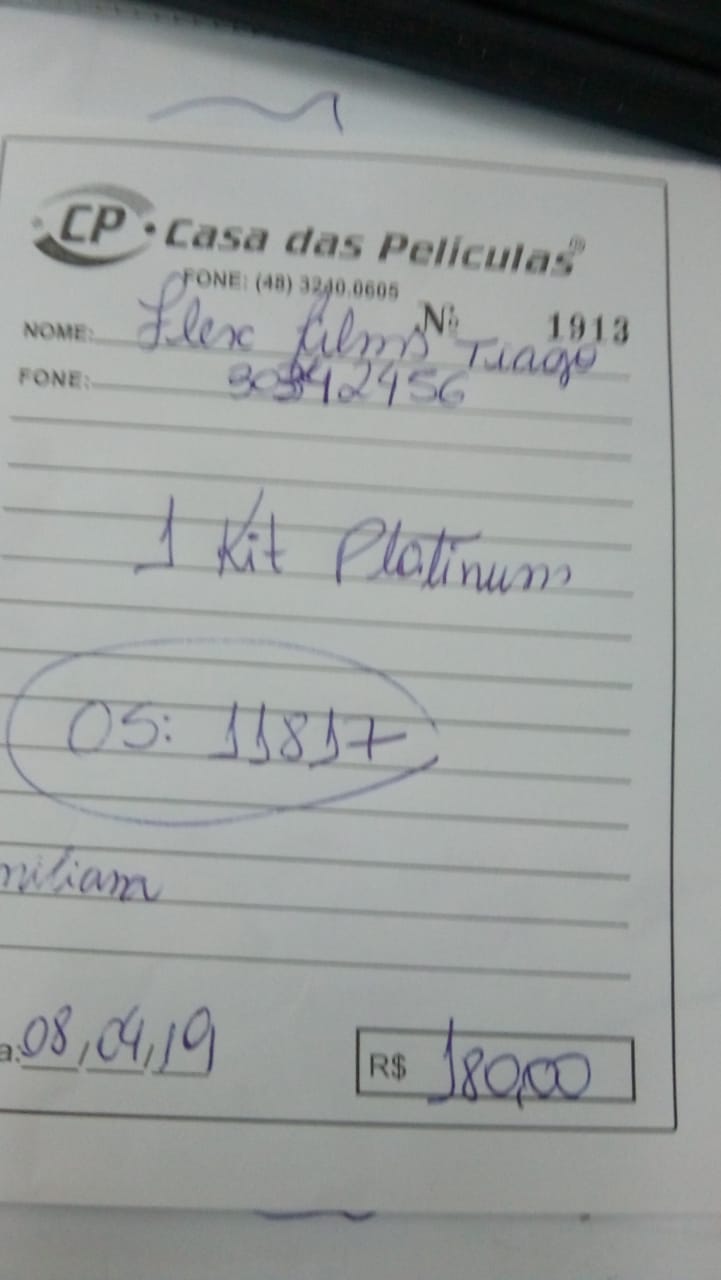 CP • Casa das Películas ®
FONE: (48) 3240.0605
Nº 1913
NOME: Flex films Tiago
FONE:
1 Kit Platinum
OS: 11817
miliana
a: 08,04,19
R$ 180,00